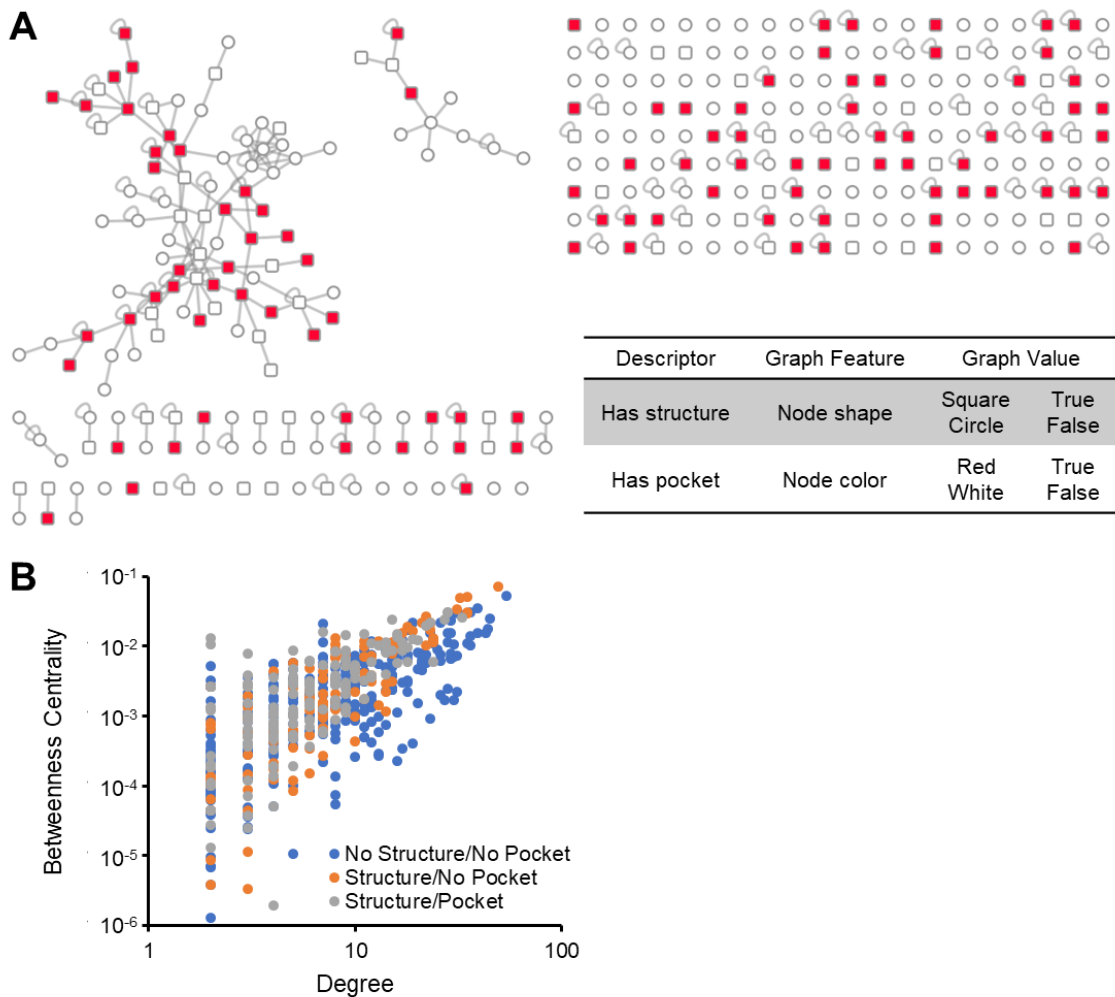 A
Descriptor Graph Feature Graph Value
Has structure Node shape Square True
Circle False
Has pocket Node color Red True
White False
B
Betweenness Centrality
10-1
10-2
10-3
10-4
10-5
10-6
No Structure/No Pocket
Structure/No Pocket
Structure/Pocket
1 10 100
Degree